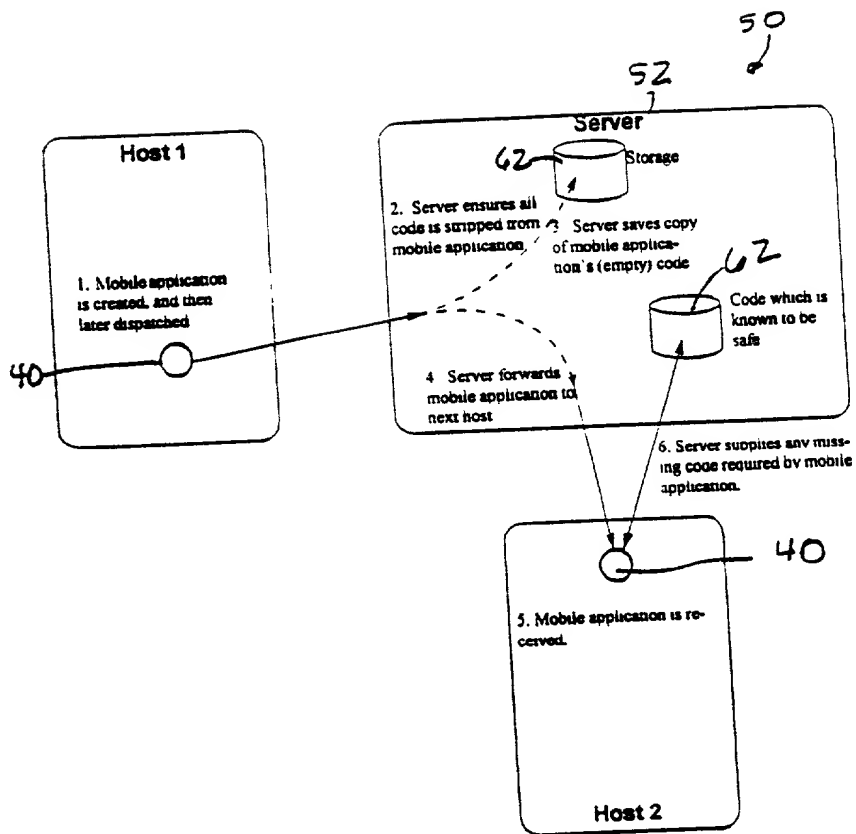 50
52
Host 1
Server
62
Storage
2. Server ensures all
code is stripped from
mobile application
3 Server saves copy
of mobile applica-
tion's (empty) code
1. Mobile application
is created, and then
later dispatched
62
Code which is
known to be
safe
40
4 Server forwards
mobile application to
next host
6. Server supplies any miss-
ing code required by mobile
application.
40
5. Mobile application is re-
ceived.
Host 2